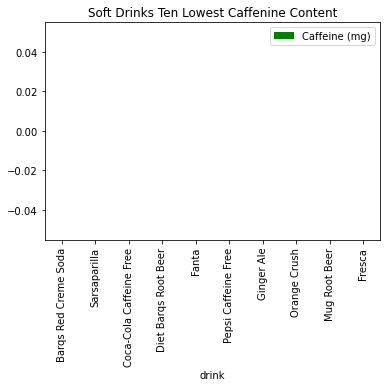 Soft Drinks Ten Lowest Caffenine Content
Caffeine (mg)
0.04
0.02
0.00
−0.02
−0.04
Barqs Red Creme Soda
Sarsaparilla
Coca-Cola Caffeine Free
Diet Barqs Root Beer
Fanta
Pepsi Caffeine Free
Ginger Ale
Orange Crush
Mug Root Beer
Fresca
drink